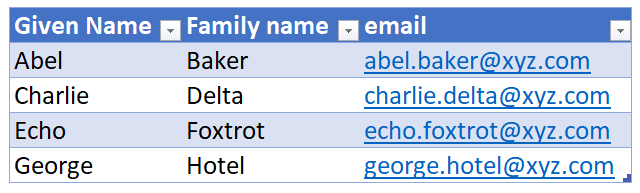 Given Name Family name email
Abel Baker abel.baker@xyz.com
Charlie Delta charlie.delta@xyz.com
Echo Foxtrot echo.foxtrot@xyz.com
George Hotel george.hotel@xyz.com